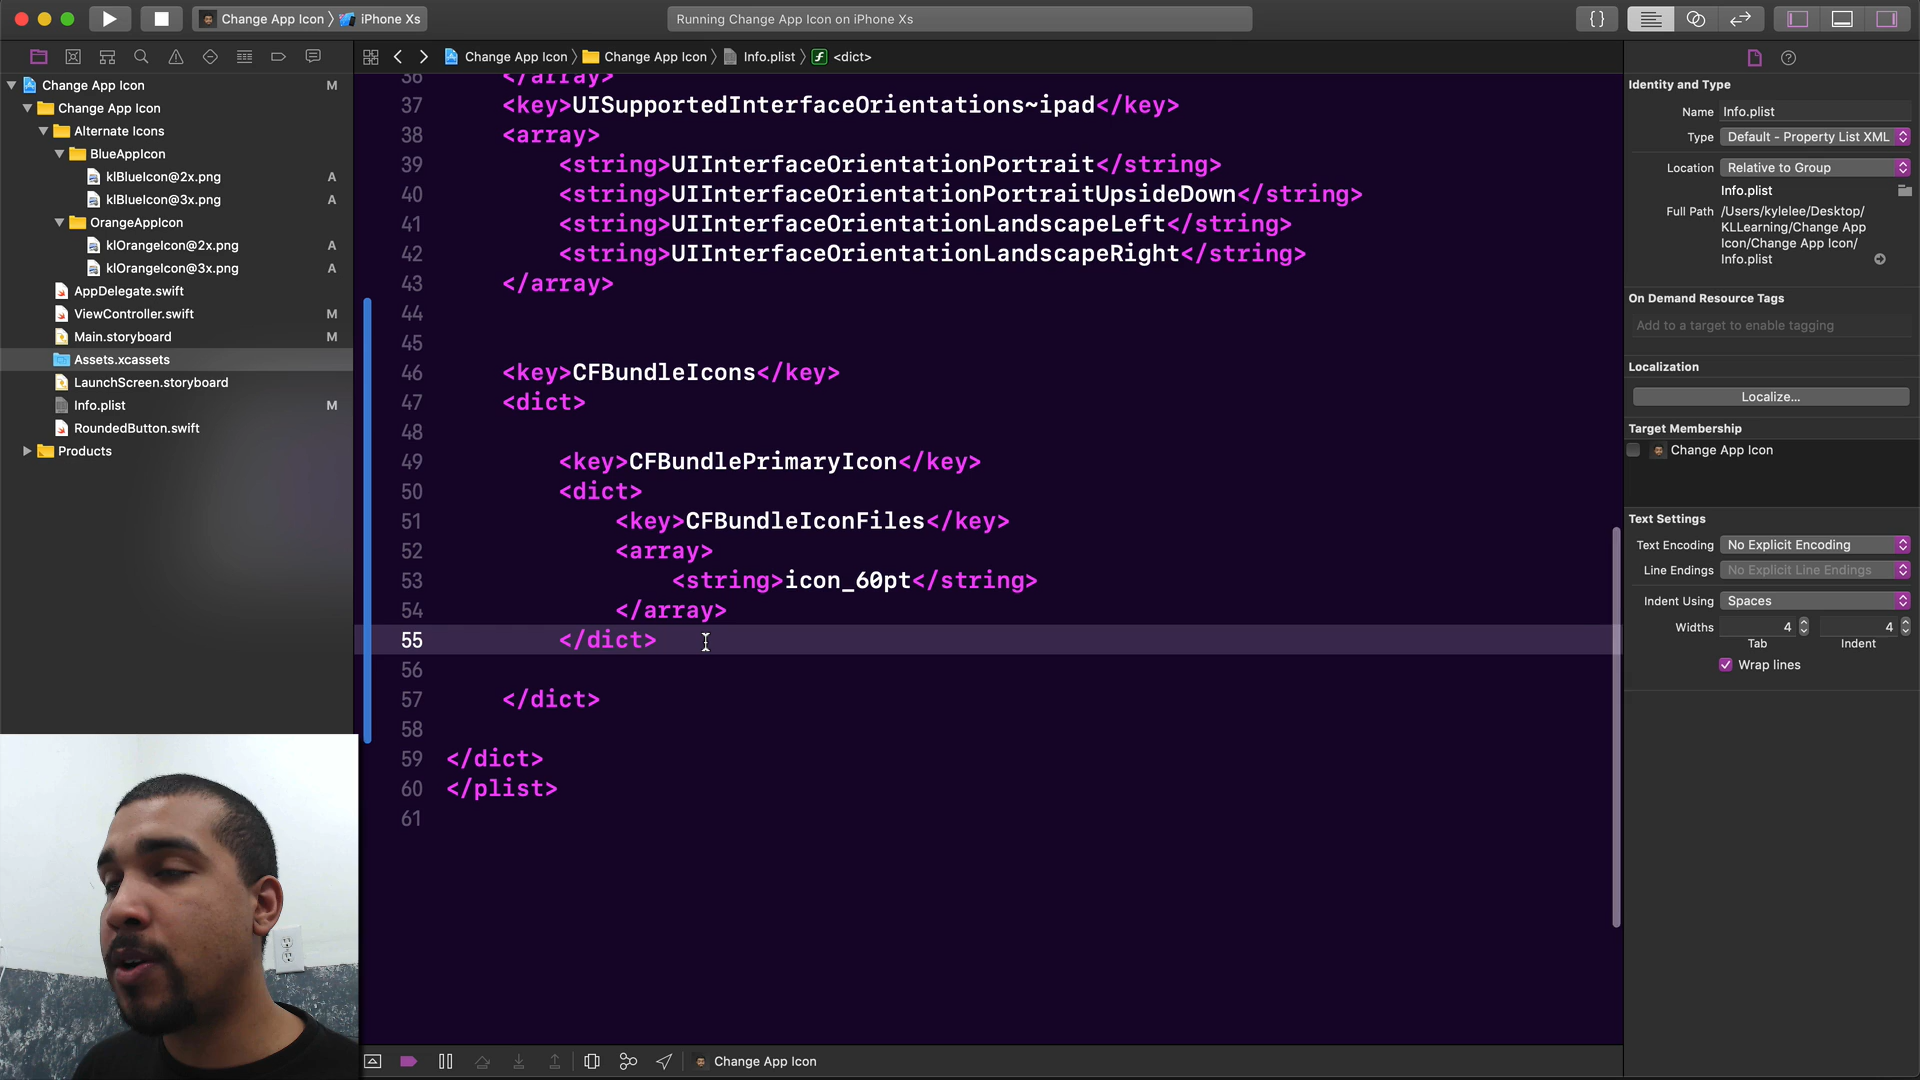 Change App Icon
iPhone Xs
Running Change App Icon on iPhone Xs
{}
Change App Icon
Change App Icon
Info.plist
<dict>
Change App Icon M
Change App Icon
Alternate Icons
BlueAppIcon
klBlueIcon@2x.png A
klBlueIcon@3x.png A
OrangeAppIcon
klOrangeIcon@2x.png A
klOrangeIcon@3x.png A
AppDelegate.swift
ViewController.swift M
Main.storyboard M
Assets.xcassets
LaunchScreen.storyboard
Info.plist M
RoundedButton.swift
Products
36 </array>
37 <key>UISupportedInterfaceOrientations~ipad</key>
38 <array>
39 <string>UIInterfaceOrientationPortrait</string>
40 <string>UIInterfaceOrientationPortraitUpsideDown</string>
41 <string>UIInterfaceOrientationLandscapeLeft</string>
42 <string>UIInterfaceOrientationLandscapeRight</string>
43 </array>
44
45
46 <key>CFBundleIcons</key>
47 <dict>
48
49 <key>CFBundlePrimaryIcon</key>
50 <dict>
51 <key>CFBundleIconFiles</key>
52 <array>
53 <string>icon_60pt</string>
54 </array>
55 </dict>
56
57 </dict>
58
59 </dict>
60 </plist>
61
Change App Icon
Identity and Type
Name Info.plist
Type Default - Property List XML
Location Relative to Group
Info.plist
Full Path /Users/kylelee/Desktop/
KLLearning/Change App
Icon/Change App Icon/
Info.plist
On Demand Resource Tags
Add to a target to enable tagging
Localization
Localize...
Target Membership
Change App Icon
Text Settings
Text Encoding No Explicit Encoding
Line Endings No Explicit Line Endings
Indent Using Spaces
Widths 4 4
Tab Indent
Wrap lines